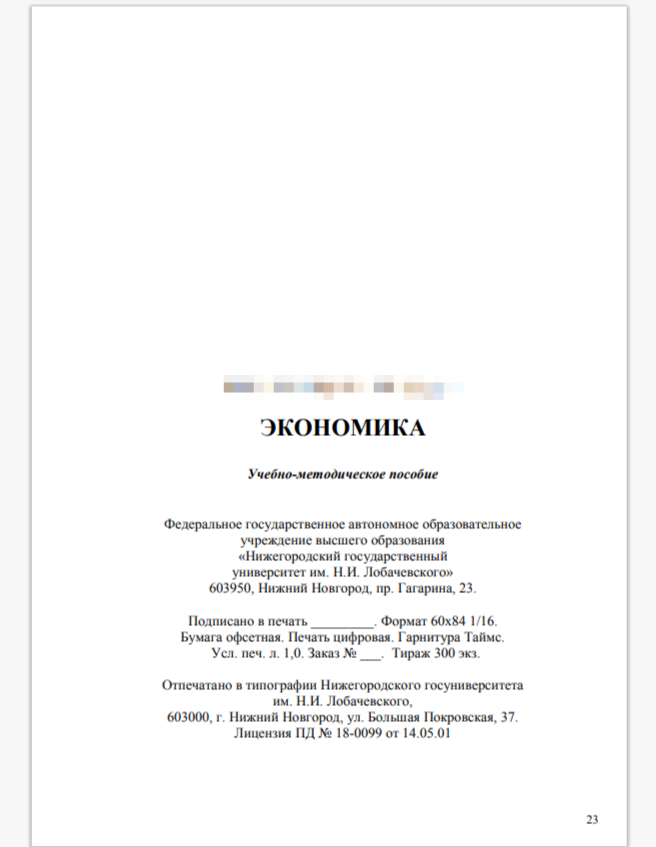 ЭКОНОМИКА
Учебно-методическое пособие
Федеральное государственное автономное образовательное
учреждение высшего образования
«Нижегородский государственный
университет им. Н.И. Лобачевского»
603950, Нижний Новгород, пр. Гагарина, 23.
Подписано в печать _________. Формат 60х84 1/16.
Бумага офсетная. Печать цифровая. Гарнитура Таймс.
Усл. печ. л. 1,0. Заказ № ___. Тираж 300 экз.
Отпечатано в типографии Нижегородского госуниверситета
им. Н.И. Лобачевского,
603000, г. Нижний Новгород, ул. Большая Покровская, 37.
Лицензия ПД № 18-0099 от 14.05.01
23